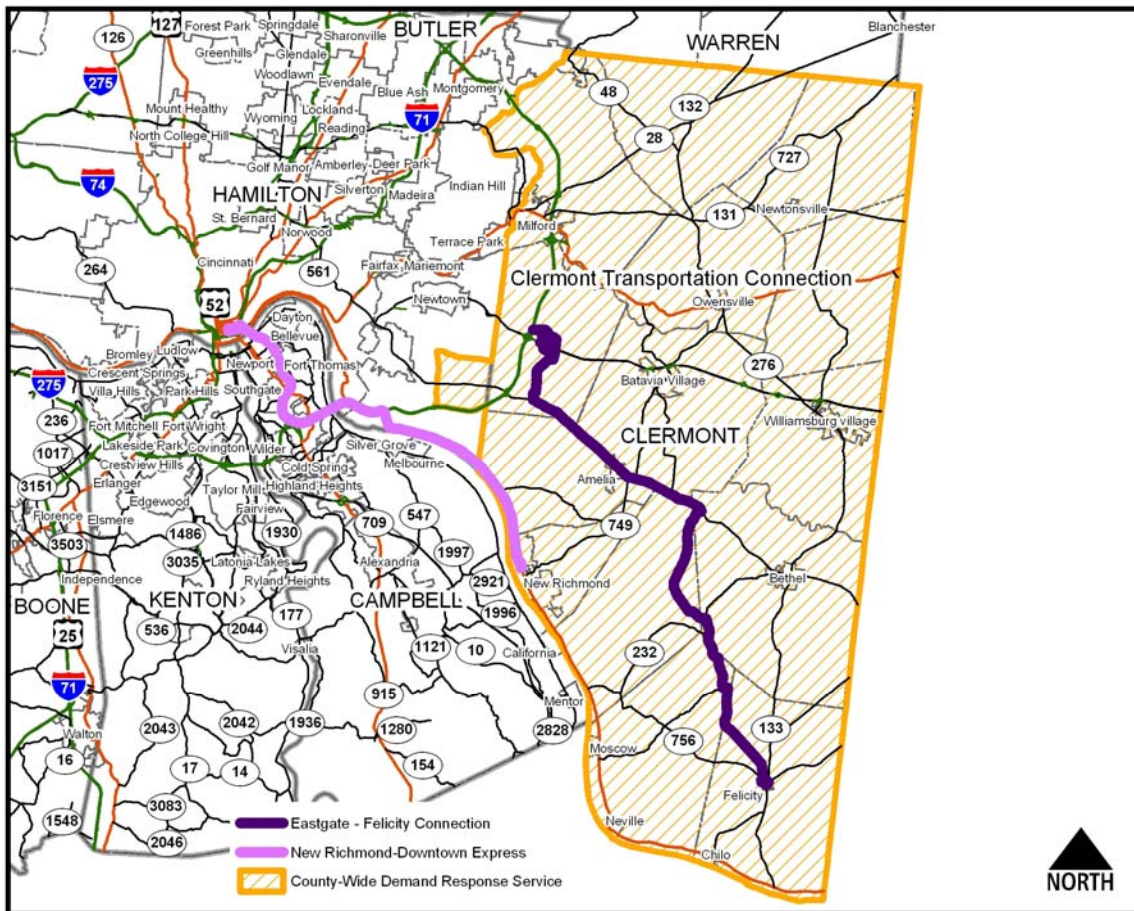 127
126
Forest Park
Springdale
Sharonville
BUTLER
WARREN
Blanchester
Greenhills
Glendale
275
Woodlawn
Evendale
Blue Ash
Montgomery
48
132
Mount Healthy
Wyoming
Lockland
Reading
71
28
North College Hill
727
Golf Manor
Amberley
Deer Park
74
HAMILTON
Silverton
Madeira
Indian Hill
131
Newtonsville
St. Bernard
Norwood
Milford
Terrace Park
Cincinnati
264
561
Fairfax
Mariemont
Clermont Transportation Connection
52
Newtown
Owensville
Dayton
Bellevue
Bromley
Ludlow
Newport
Fort Thomas
276
Crescent Springs
275
Villa Hills
Park Hills
Southgate
Batavia Village
236
Williamsburg village
Fort Mitchell
Fort Wright
CLERMONT
Lakeside Park
Covington
Wilder
Silver Grove
1017
Crestview Hills
Cold Spring
Melbourne
Erlanger
Taylor Mill
Highland Heights
Amelia
3151
Edgewood
Fairview
Florence
Elsmere
1486
1930
709
547
749
3503
3035
Latonia Lakes
Alexandria
1997
Independence
Ryland Heights
2921
New Richmond
Bethel
BOONE
KENTON
177
CAMPBELL
1996
25
536
2044
Visalia
1121
10
California
232
71
915
Mentor
133
Walton
2043
2042
1936
1280
2828
Moscow
756
16
17
14
154
Felicity
3083
1548
2046
Neville
Chilo
Eastgate - Felicity Connection
New Richmond-Downtown Express
County-Wide Demand Response Service
NORTH